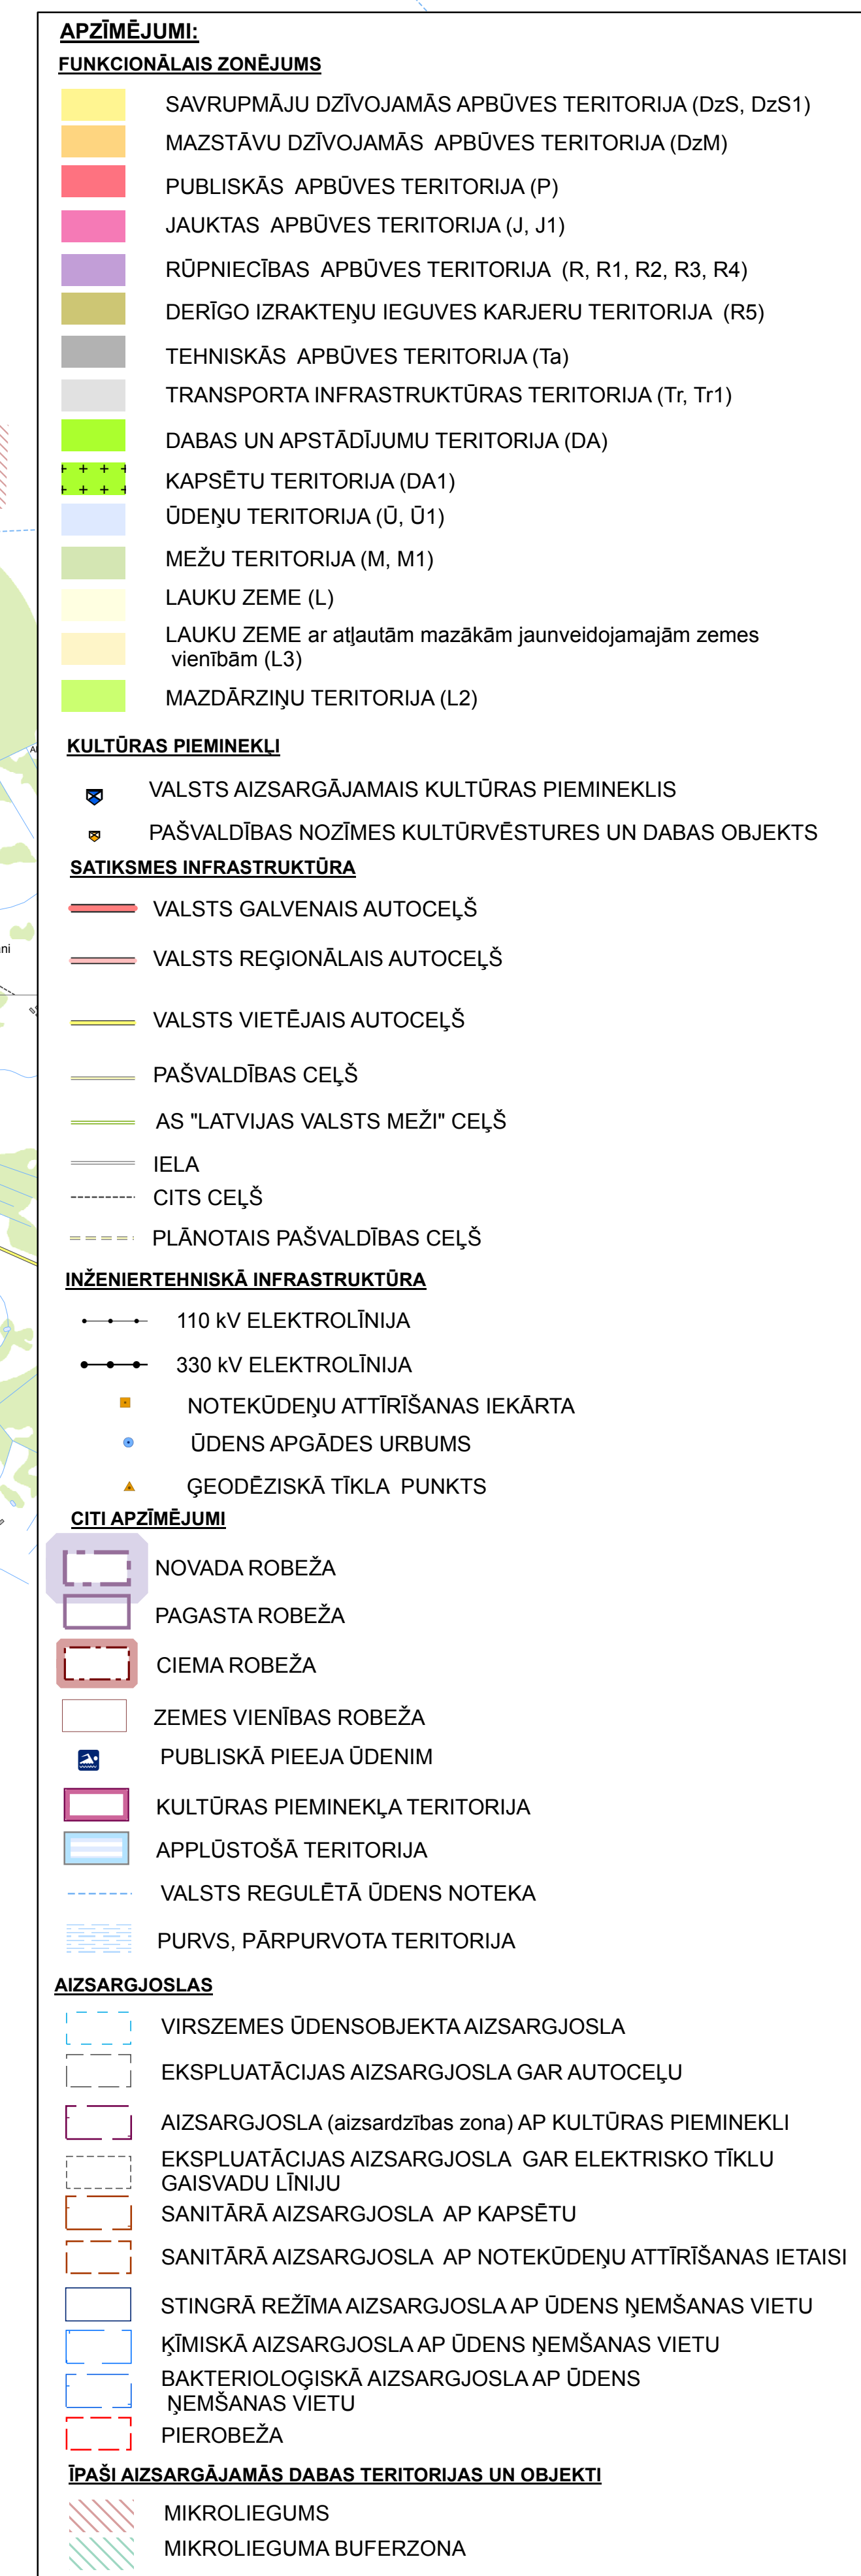 APZĪMĒJUMI:
FUNKCIONĀLAIS ZONĒJUMS
SAVRUPMĀJU DZĪVOJAMĀS APBŪVES TERITORIJA (DzS, DzS1)
MAZSTĀVU DZĪVOJAMĀS APBŪVES TERITORIJA (DzM)
PUBLISKĀS APBŪVES TERITORIJA (P)
JAUKTAS APBŪVES TERITORIJA (J, J1)
RŪPNIECĪBAS APBŪVES TERITORIJA (R, R1, R2, R3, R4)
DERĪGO IZRAKTEŅU IEGUVES KARJERU TERITORIJA (R5)
TEHNISKĀS APBŪVES TERITORIJA (Ta)
TRANSPORTA INFRASTRUKTŪRAS TERITORIJA (Tr, Tr1)
DABAS UN APSTĀDĪJUMU TERITORIJA (DA)
KAPSĒTU TERITORIJA (DA1)
ŪDEŅU TERITORIJA (Ū, Ū1)
MEŽU TERITORIJA (M, M1)
LAUKU ZEME (L)
LAUKU ZEME ar atļautām mazākām jaunveidojamajām zemes
vienībām (L3)
MAZDĀRZIŅU TERITORIJA (L2)
KULTŪRAS PIEMINEKĻI
VALSTS AIZSARGĀJAMAIS KULTŪRAS PIEMINEKLIS
PAŠVALDĪBAS NOZĪMES KULTŪRVĒSTURES UN DABAS OBJEKTS
SATIKSMES INFRASTRUKTŪRA
VALSTS GALVENAIS AUTOCEĻŠ
VALSTS REĢIONĀLAIS AUTOCEĻŠ
VALSTS VIETĒJAIS AUTOCEĻŠ
PAŠVALDĪBAS CEĻŠ
AS "LATVIJAS VALSTS MEŽI" CEĻŠ
IELA
CITS CEĻŠ
PLĀNOTAIS PAŠVALDĪBAS CEĻŠ
INŽENIERTEHNISKĀ INFRASTRUKTŪRA
110 kV ELEKTROLĪNIJA
330 kV ELEKTROLĪNIJA
NOTEKŪDEŅU ATTĪRĪŠANAS IEKĀRTA
ŪDENS APGĀDES URBUMS
ĢEODĒZISKĀ TĪKLA PUNKTS
CITI APZĪMĒJUMI
NOVADA ROBEŽA
PAGASTA ROBEŽA
CIEMA ROBEŽA
ZEMES VIENĪBAS ROBEŽA
PUBLISKĀ PIEEJA ŪDENIM
KULTŪRAS PIEMINEKĻA TERITORIJA
APPLŪSTOŠĀ TERITORIJA
VALSTS REGULĒTĀ ŪDENS NOTEKA
PURVS, PĀRPURVOTA TERITORIJA
AIZSARGJOSLAS
VIRSZEMES ŪDENSOBJEKTA AIZSARGJOSLA
EKSPLUATĀCIJAS AIZSARGJOSLA GAR AUTOCEĻU
AIZSARGJOSLA (aizsardzības zona) AP KULTŪRAS PIEMINEKLI
EKSPLUATĀCIJAS AIZSARGJOSLA GAR ELEKTRISKO TĪKLU
GAISVADU LĪNIJU
SANITĀRĀ AIZSARGJOSLA AP KAPSĒTU
SANITĀRĀ AIZSARGJOSLA AP NOTEKŪDEŅU ATTĪRĪŠANAS IETAISI
STINGRĀ REŽĪMA AIZSARGJOSLA AP ŪDENS ŅEMŠANAS VIETU
ĶĪMISKĀ AIZSARGJOSLA AP ŪDENS ŅEMŠANAS VIETU
BAKTERIOLOĢISKĀ AIZSARGJOSLA AP ŪDENS
ŅEMŠANAS VIETU
PIEROBEŽA
ĪPAŠI AIZSARGĀJAMĀS DABAS TERITORIJAS UN OBJEKTI
MIKROLIEGUMS
MIKROLIEGUMA BUFERZONA